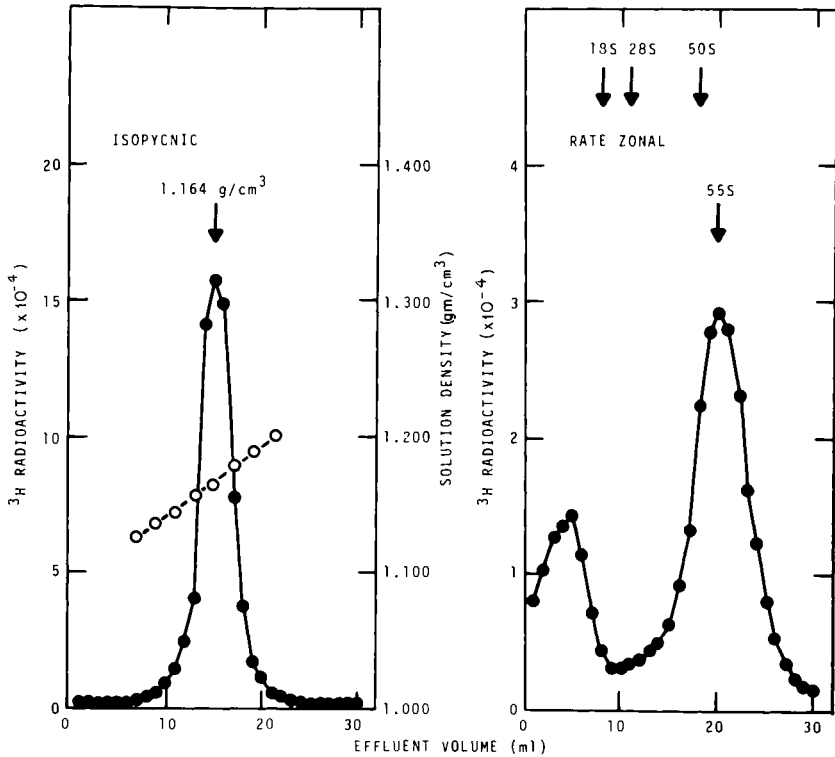 ISOPYCNIC
1.164 g/cm³
³H RADIOACTIVITY (x10⁻⁴)
20
15
10
5
0
0
10
20
30
1.400
1.300
1.200
1.100
1.000
SOLUTION DENSITY(gm/cm³)
18S 28S 50S
RATE ZONAL
55S
³H RADIOACTIVITY (x10⁻⁴)
4
3
2
1
0
0
10
20
30
EFFLUENT VOLUME (ml)